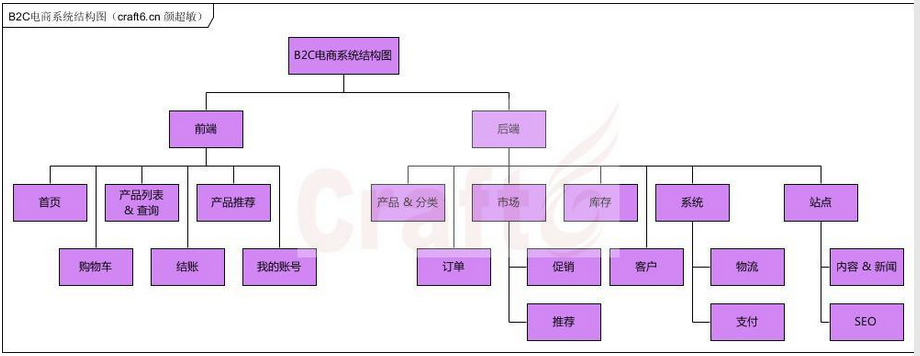 B2C电商系统结构图（craft6.cn 颜超敏）
B2C电商系统结构图
前端
后端
首页
产品列表
& 查询
产品推荐
产品 & 分类
市场
库存
系统
站点
购物车
结账
我的账号
订单
促销
客户
物流
内容 & 新闻
推荐
支付
SEO
Craft6